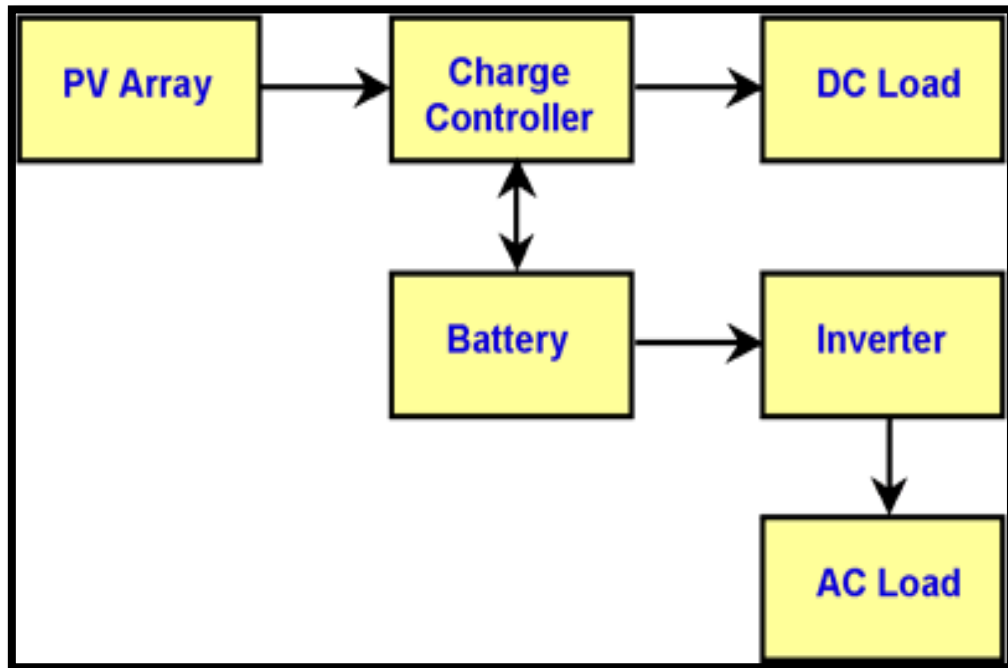 PV Array
Charge
Controller
DC Load
Battery
Inverter
AC Load